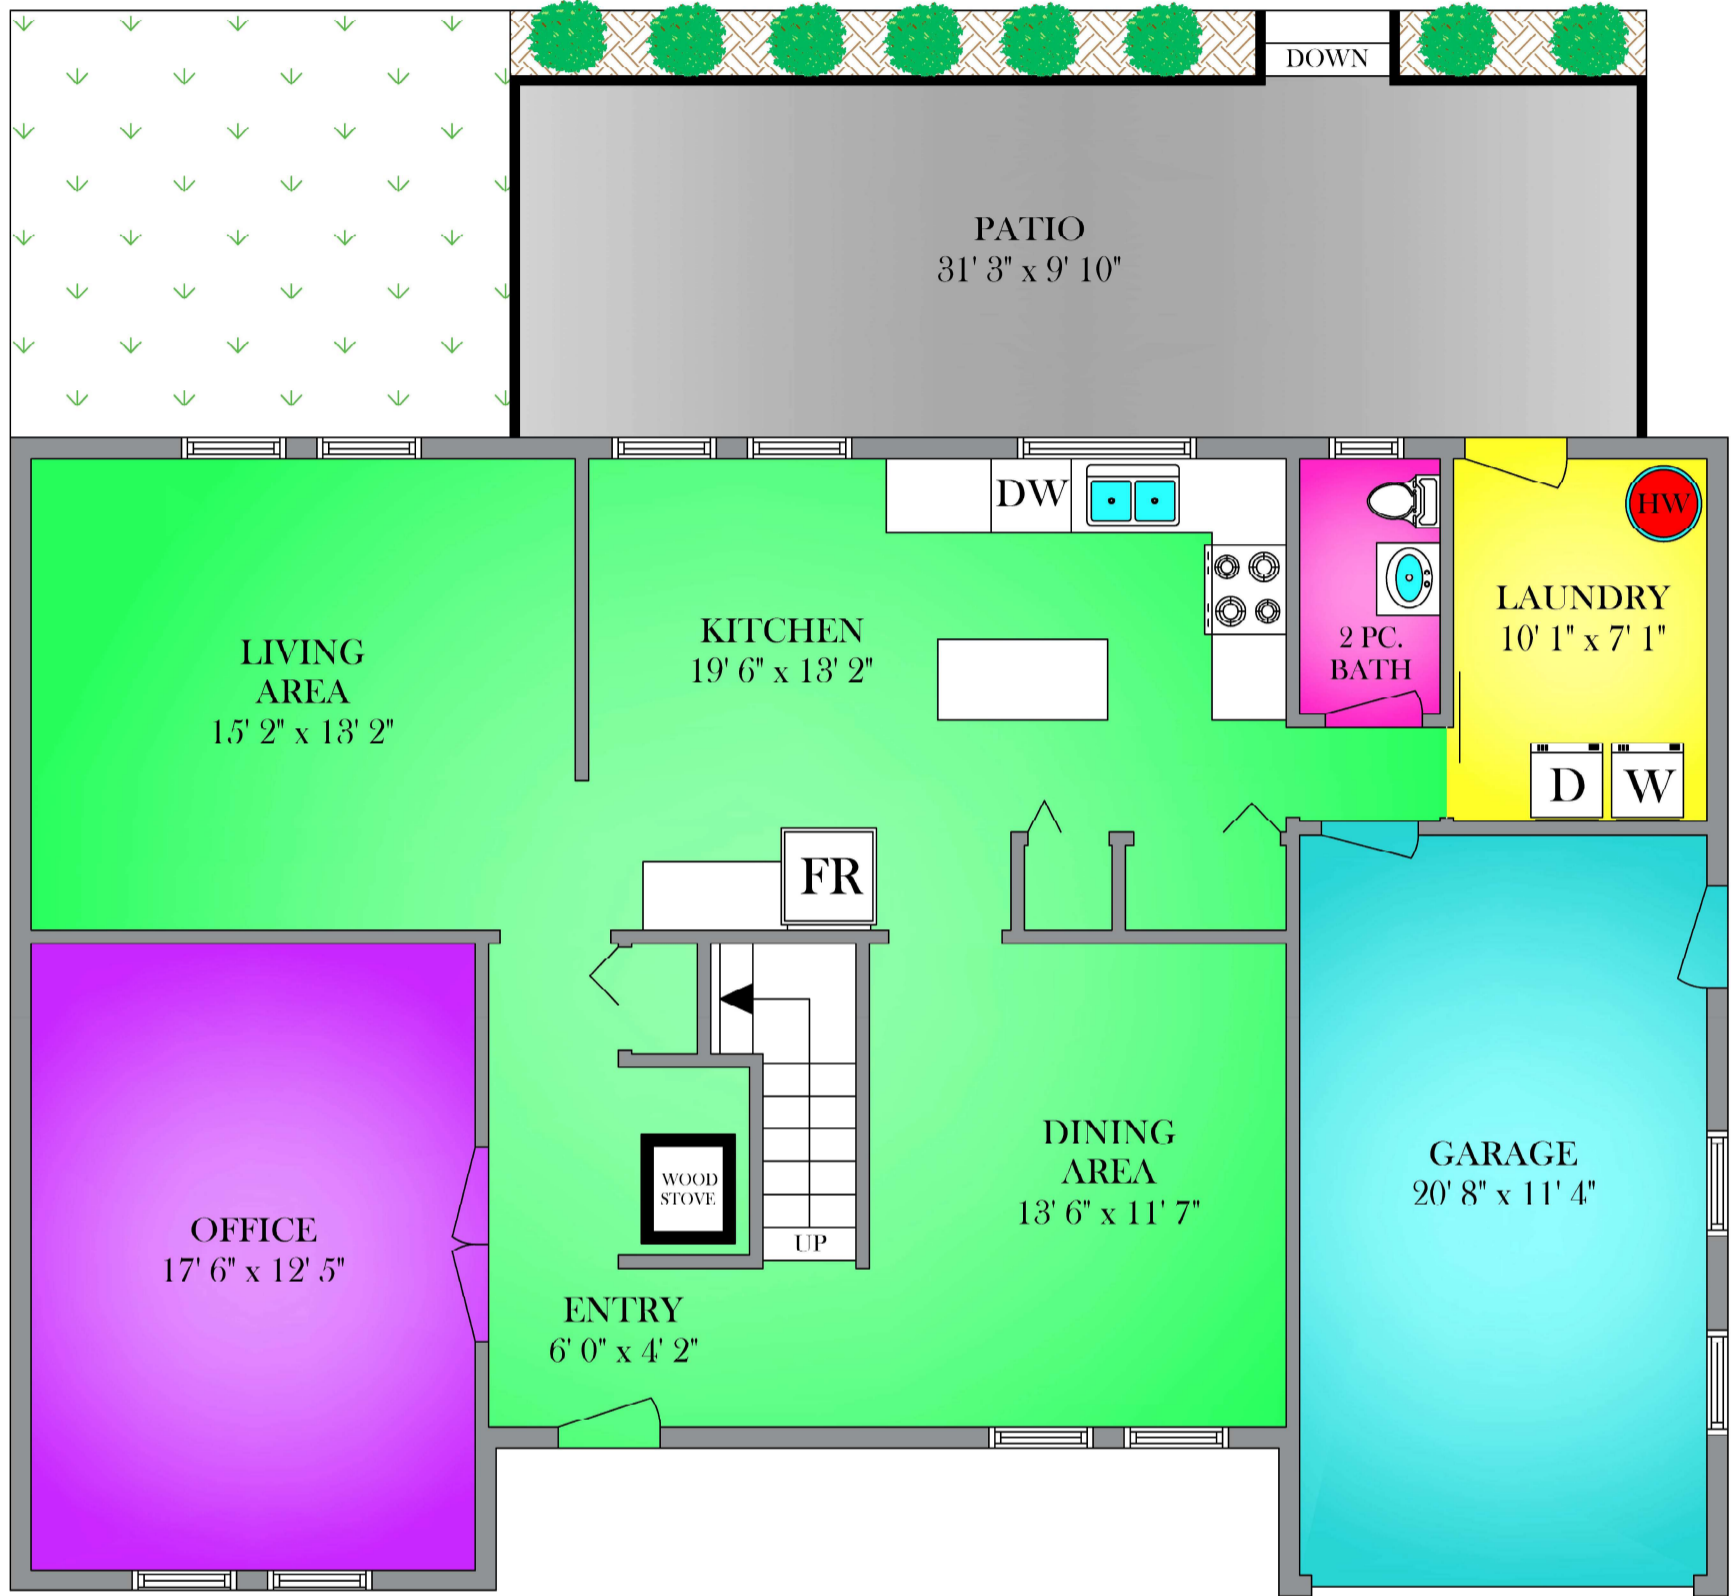 DOWN
PATIO
31' 3" x 9' 10"
DW
HW
LIVING
AREA
15' 2" x 13' 2"
KITCHEN
19' 6" x 13' 2"
2 PC.
BATH
LAUNDRY
10' 1" x 7' 1"
D
W
FR
WOOD
STOVE
UP
DINING
AREA
13' 6" x 11' 7"
GARAGE
20' 8" x 11' 4"
OFFICE
17' 6" x 12' 5"
ENTRY
6' 0" x 4' 2"